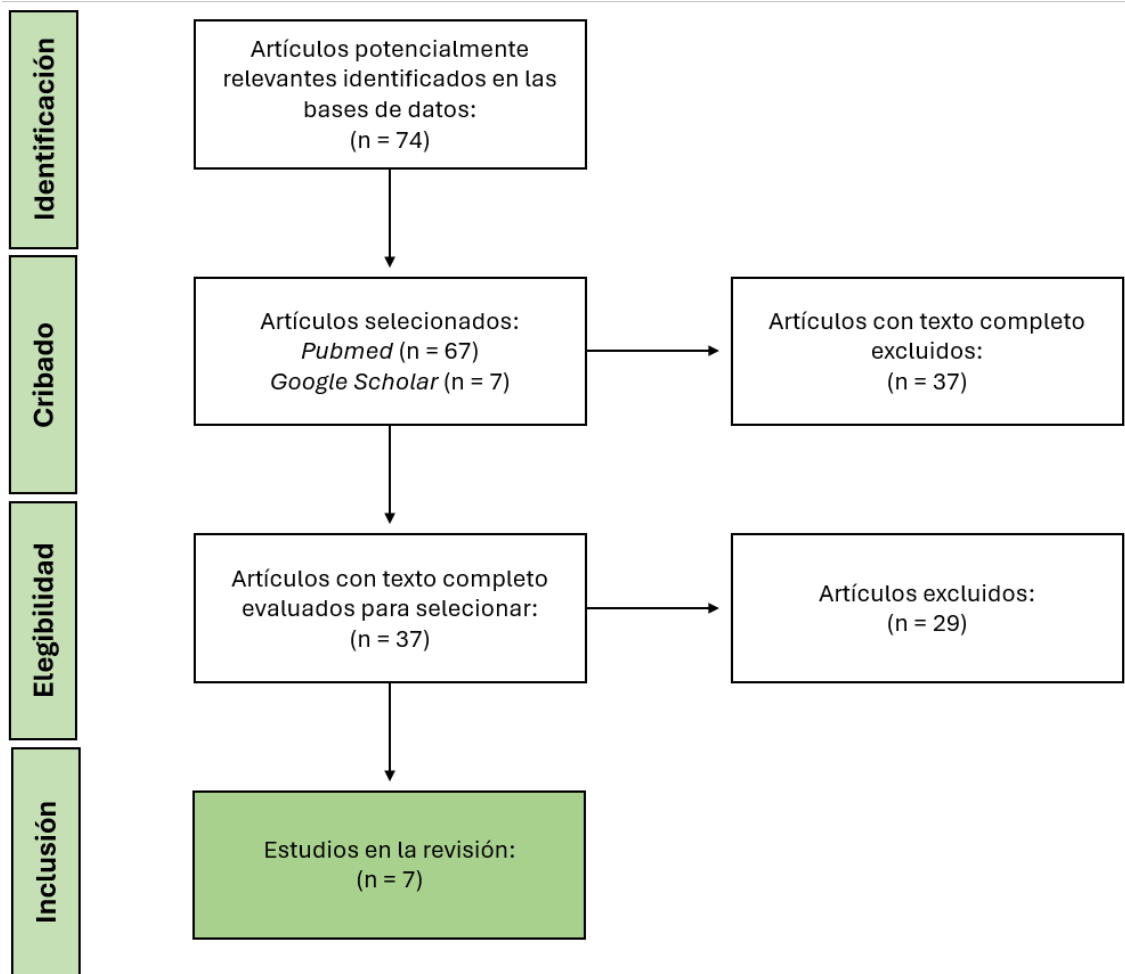 Identificación
Artículos potencialmente
relevantes identificados en las
bases de datos:
(n = 74)
Cribado
Artículos selecionados:
Pubmed (n = 67)
Google Scholar (n = 7)
Artículos con texto completo
excluidos:
(n = 37)
Elegibilidad
Artículos con texto completo
evaluados para selecionar:
(n = 37)
Artículos excluidos:
(n = 29)
Inclusión
Estudios en la revisión:
(n = 7)